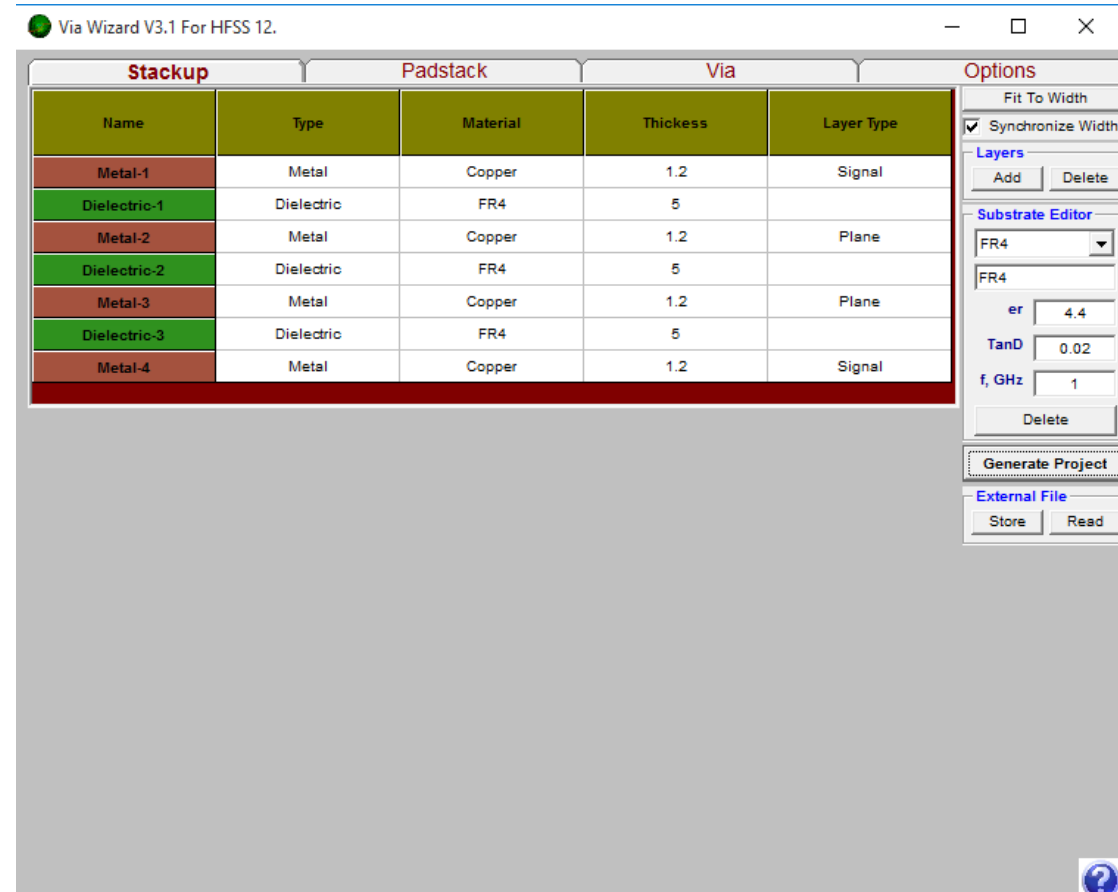 Via Wizard V3.1 For HFSS 12.
Stackup Padstack Via Options
Name Type Material Thickess Layer Type
Metal-1 Metal Copper 1.2 Signal
Dielectric-1 Dielectric FR4 5
Metal-2 Metal Copper 1.2 Plane
Dielectric-2 Dielectric FR4 5
Metal-3 Metal Copper 1.2 Plane
Dielectric-3 Dielectric FR4 5
Metal-4 Metal Copper 1.2 Signal
Fit To Width
Synchronize Width
Layers
Add Delete
Substrate Editor
FR4
FR4
er 4.4
TanD 0.02
f, GHz 1
Delete
Generate Project
External File
Store Read
?